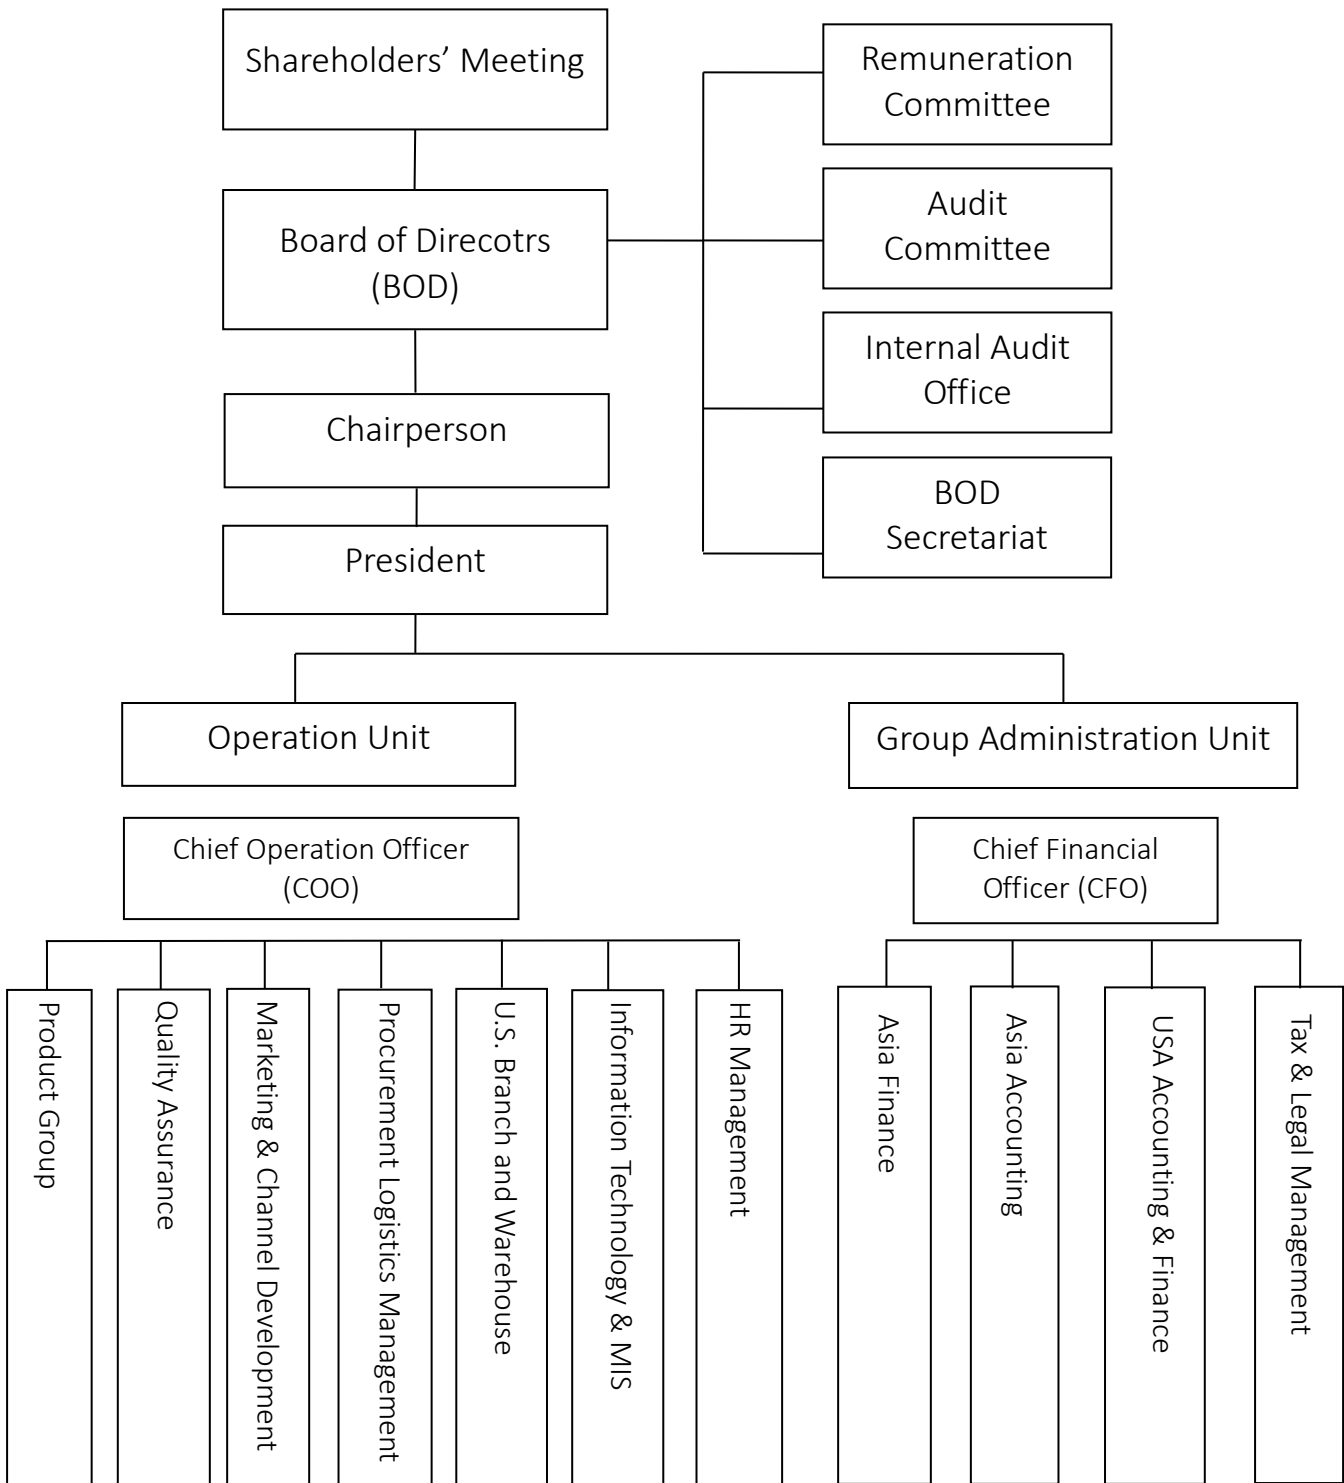 Shareholders’ Meeting
Remuneration
Committee
Audit
Committee
Board of Direcotrs
(BOD)
Internal Audit
Office
Chairperson
BOD
Secretariat
President
Operation Unit
Group Administration Unit
Chief Operation Officer
(COO)
Chief Financial
Officer (CFO)
Product Group
Quality Assurance
Marketing & Channel Development
Procurement Logistics Management
U.S. Branch and Warehouse
Information Technology & MIS
HR Management
Asia Finance
Asia Accounting
USA Accounting & Finance
Tax & Legal Management